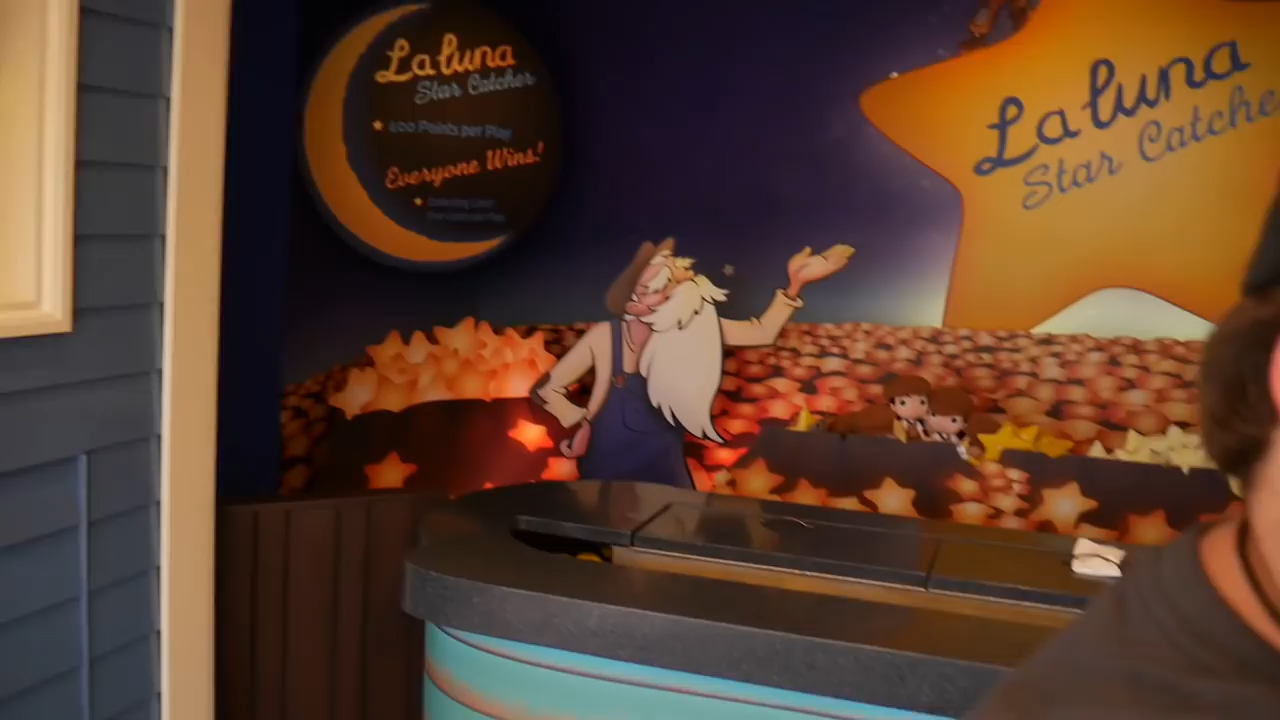 La luna
Star Catcher
400 Points per Play
Everyone Wins!
La luna
Star Catche